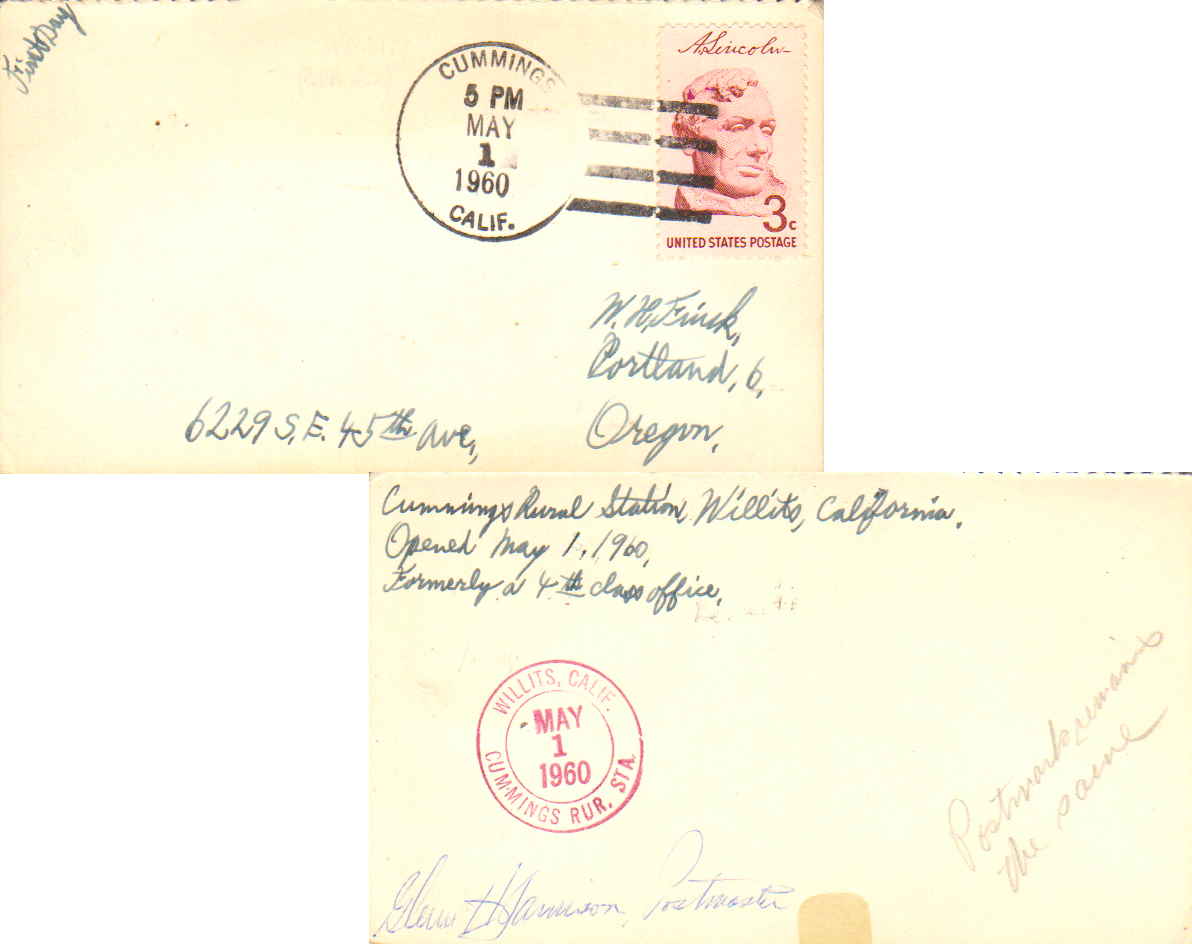 First Day
CUMMINGS
5 PM
MAY
1
1960
CALIF.
A. Lincoln
3c
UNITED STATES POSTAGE
W. H. Finck,
Portland, 6,
6229 S. E. 45th Ave,
Oregon.
Cummings Rural Station, Willits, California.
Opened May 1, 1960,
Formerly a 4th class office.
WILLITS, CALIF.
MAY
1
1960
CUMMINGS RUR. STA.
Postmark remains
the same
Glenn Harrison, Postmaster